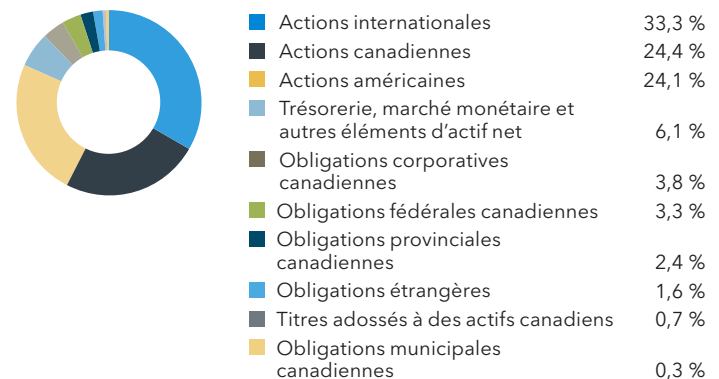 Actions internationales 33,3 %
Actions canadiennes 24,4 %
Actions américaines 24,1 %
Trésorerie, marché monétaire et
autres éléments d’actif net 6,1 %
Obligations corporatives
canadiennes 3,8 %
Obligations fédérales canadiennes 3,3 %
Obligations provinciales
canadiennes 2,4 %
Obligations étrangères 1,6 %
Titres adossés à des actifs canadiens 0,7 %
Obligations municipales
canadiennes 0,3 %